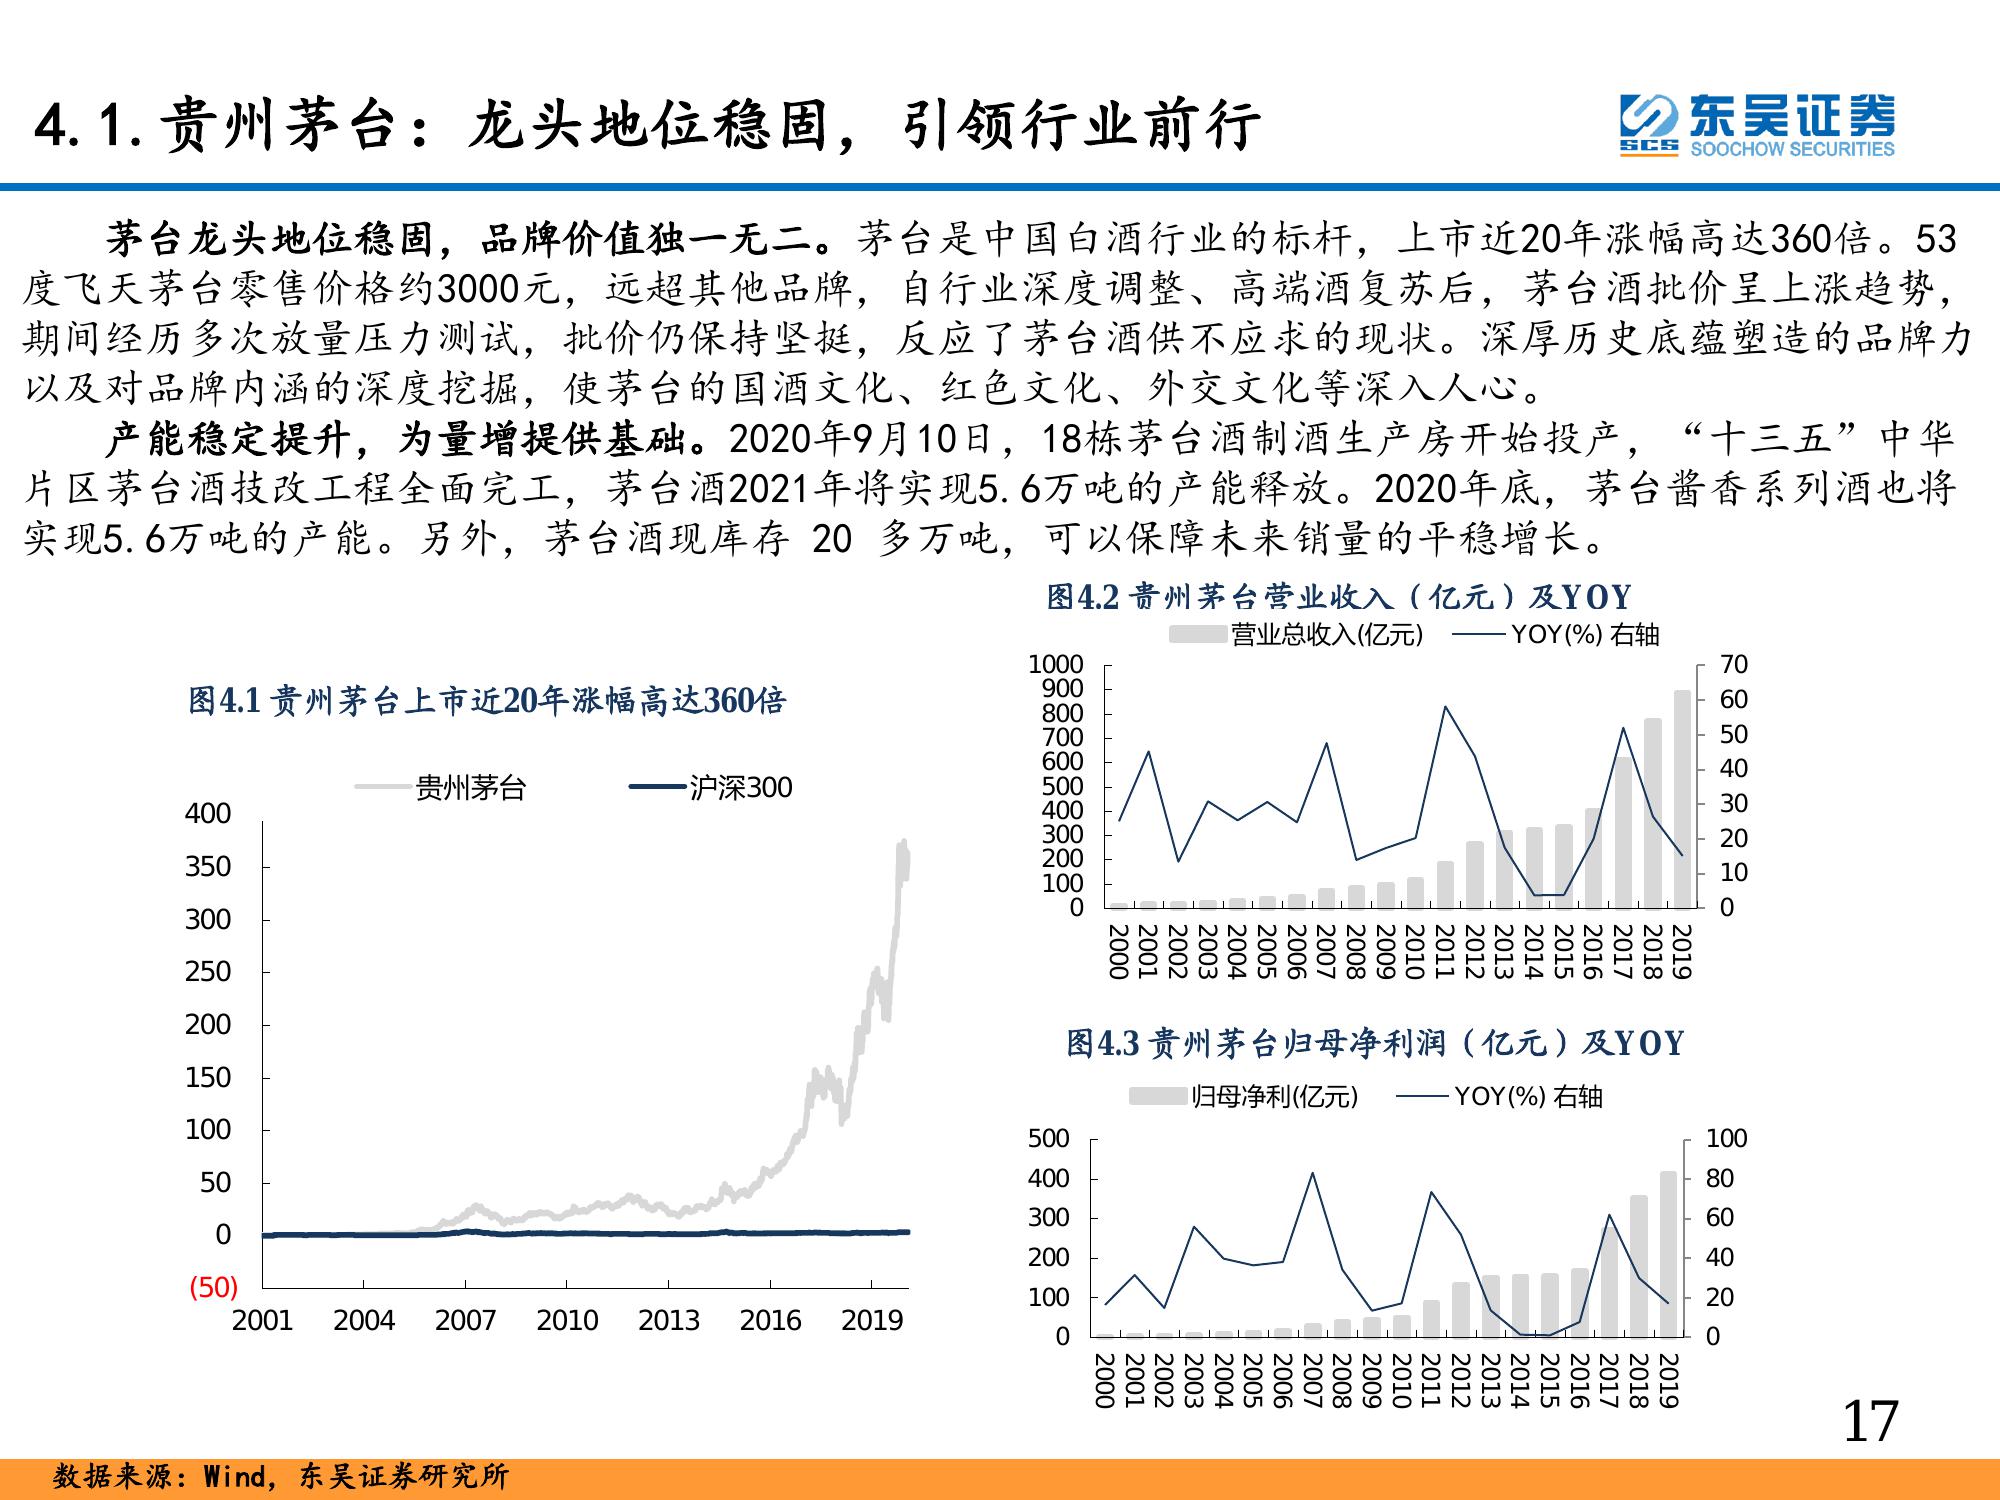 4.1.贵州茅台：龙头地位稳固，引领行业前行
东吴证券
SCS
SOOCHOW SECURITIES
茅台龙头地位稳固，品牌价值独一无二。茅台是中国白酒行业的标杆，上市近20年涨幅高达360倍。53
度飞天茅台零售价格约3000元，远超其他品牌，自行业深度调整、高端酒复苏后，茅台酒批价呈上涨趋势，
期间经历多次放量压力测试，批价仍保持坚挺，反应了茅台酒供不应求的现状。深厚历史底蕴塑造的品牌力
以及对品牌内涵的深度挖掘，使茅台的国酒文化、红色文化、外交文化等深入人心。
产能稳定提升，为量增提供基础。2020年9月10日，18栋茅台酒制酒生产房开始投产，“十三五”中华
片区茅台酒技改工程全面完工，茅台酒2021年将实现5.6万吨的产能释放。2020年底，茅台酱香系列酒也将
实现5.6万吨的产能。另外，茅台酒现库存 20 多万吨，可以保障未来销量的平稳增长。
图4.1 贵州茅台上市近20年涨幅高达360倍
贵州茅台 沪深300
400
350
300
250
200
150
100
50
0
(50)
2001 2004 2007 2010 2013 2016 2019
图4.2 贵州茅台营业收入（亿元）及YOY
营业总收入(亿元) YOY(%) 右轴
1000
900
800
700
600
500
400
300
200
100
0
70
60
50
40
30
20
10
0
2000 2001 2002 2003 2004 2005 2006 2007 2008 2009 2010 2011 2012 2013 2014 2015 2016 2017 2018 2019
图4.3 贵州茅台归母净利润（亿元）及YOY
归母净利(亿元) YOY(%) 右轴
500
400
300
200
100
0
100
80
60
40
20
0
2000 2001 2002 2003 2004 2005 2006 2007 2008 2009 2010 2011 2012 2013 2014 2015 2016 2017 2018 2019
17
数据来源：Wind，东吴证券研究所